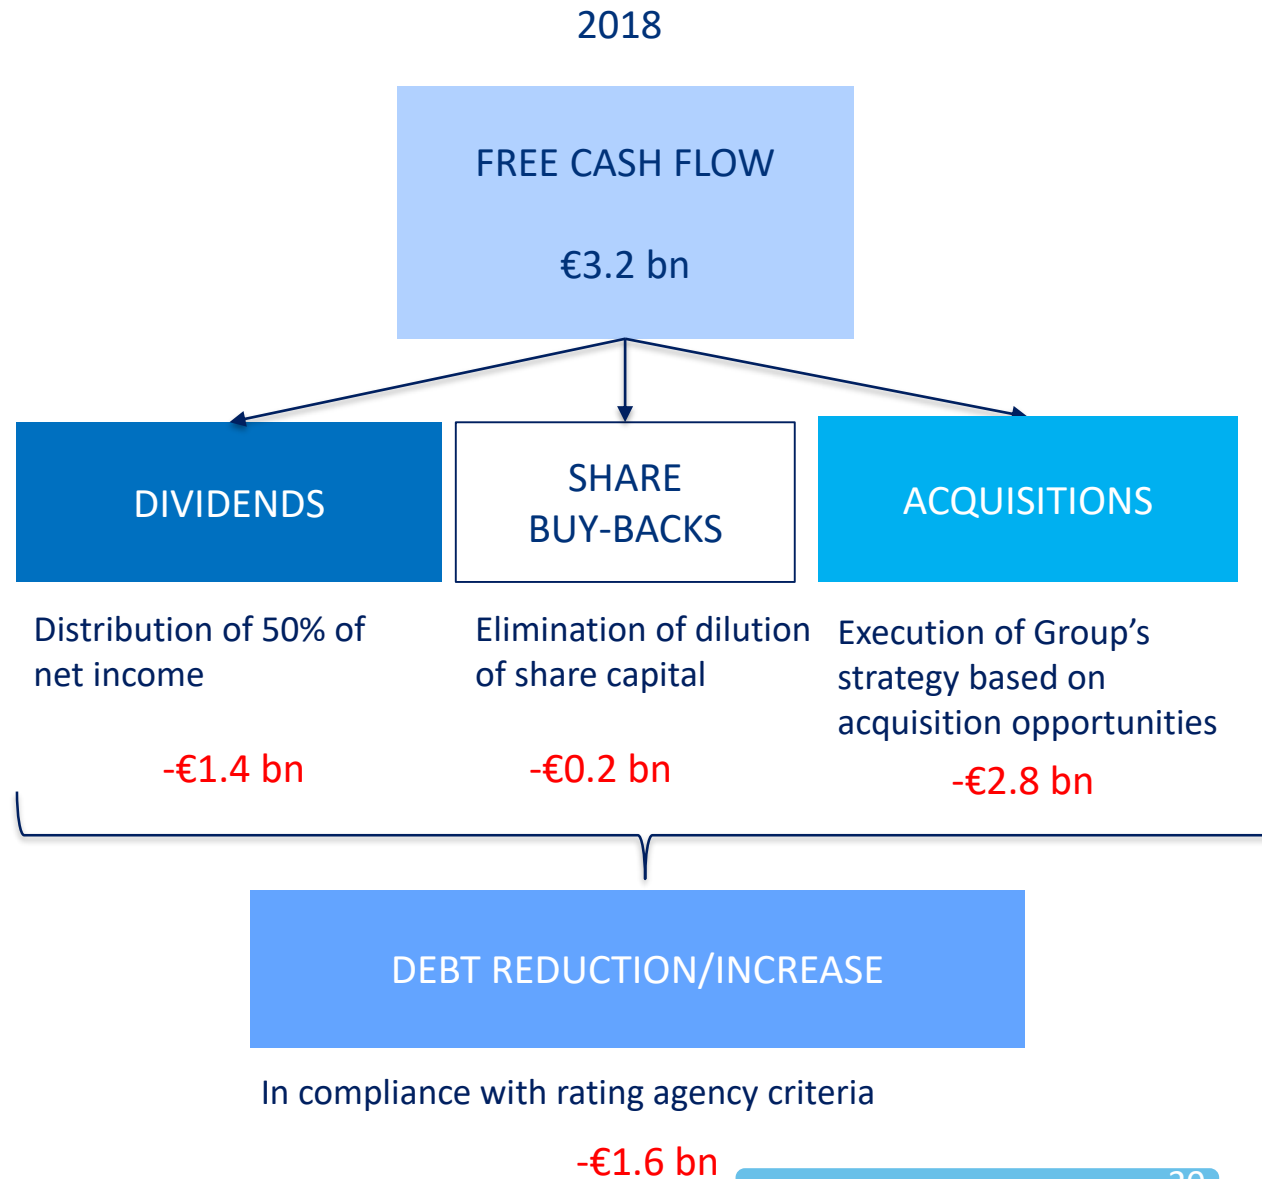 2018
FREE CASH FLOW
€3.2 bn
DIVIDENDS
SHARE
BUY-BACKS
ACQUISITIONS
Distribution of 50% of
net income
-€1.4 bn
Elimination of dilution
of share capital
-€0.2 bn
Execution of Group’s
strategy based on
acquisition opportunities
-€2.8 bn
DEBT REDUCTION/INCREASE
In compliance with rating agency criteria
-€1.6 bn